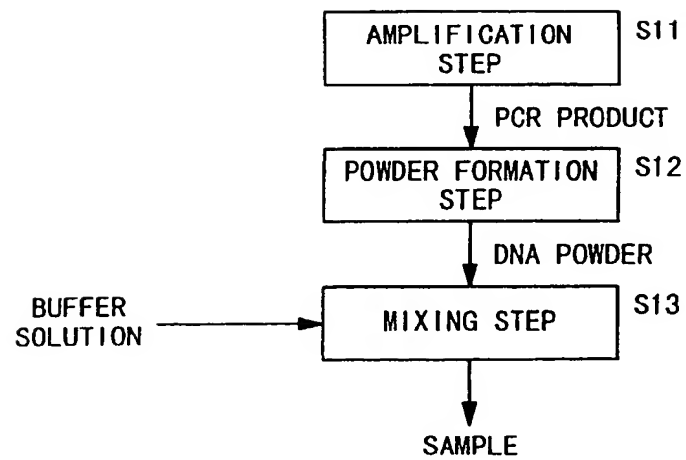 AMPLIFICATION
STEP
S11
PCR PRODUCT
POWDER FORMATION
STEP
S12
DNA POWDER
BUFFER
SOLUTION
MIXING STEP
S13
SAMPLE